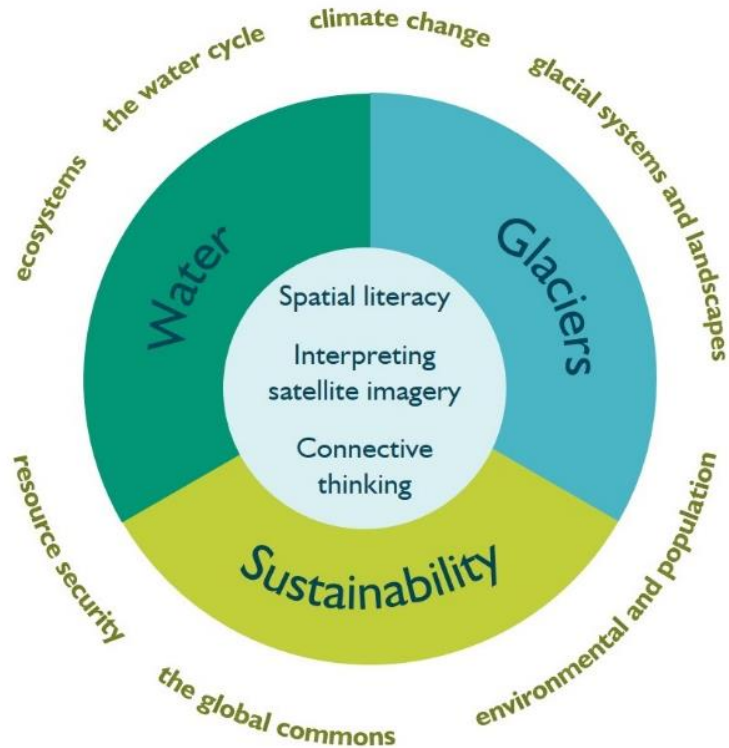 climate change
glacial systems and landscapes
environmental and population
the global commons
resource security
ecosystems
the water cycle
Water
Glaciers
Sustainability
Spatial literacy
Interpreting
satellite imagery
Connective
thinking